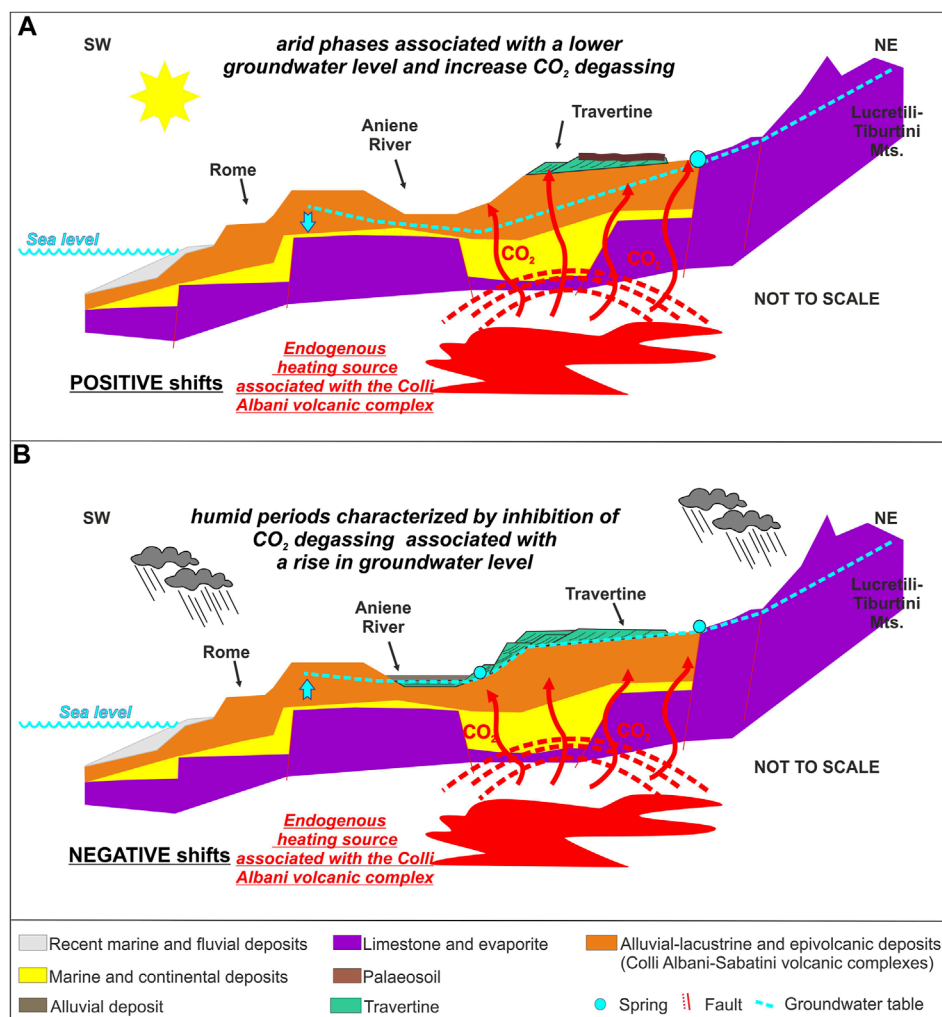 A
SW
NE
arid phases associated with a lower
groundwater level and increase CO₂ degassing
Travertine
Aniene
River
Lucretili-
Tiburtini
Mts.
Rome
Sea level
CO₂
CO₂
NOT TO SCALE
Endogenous
heating source
associated with the Colli
Albani volcanic complex
POSITIVE shifts
B
SW
NE
humid periods characterized by inhibition of
CO₂ degassing associated with
a rise in groundwater level
Travertine
Aniene
River
Lucretili-
Tiburtini
Mts.
Rome
Sea level
CO₂
CO₂
NOT TO SCALE
Endogenous
heating source
associated with the Colli
Albani volcanic complex
NEGATIVE shifts
Recent marine and fluvial deposits
Limestone and evaporite
Alluvial-lacustrine and epivolcanic deposits
(Colli Albani-Sabatini volcanic complexes)
Marine and continental deposits
Palaeosoil
Alluvial deposit
Travertine
Spring
Fault
Groundwater table